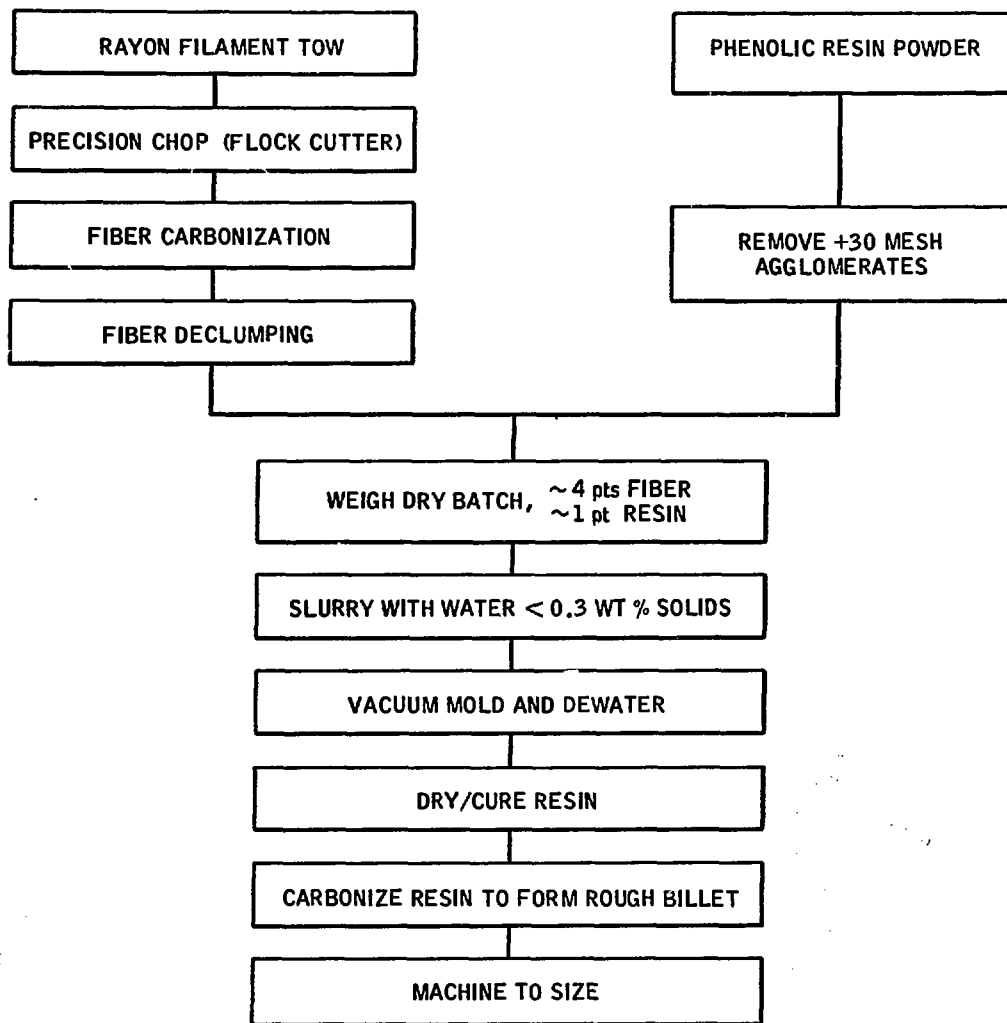 RAYON FILAMENT TOW
PHENOLIC RESIN POWDER
PRECISION CHOP (FLOCK CUTTER)
FIBER CARBONIZATION
REMOVE +30 MESH
AGGLOMERATES
FIBER DECLUMPING
WEIGH DRY BATCH, ~4 pts FIBER
~1 pt RESIN
SLURRY WITH WATER < 0.3 WT % SOLIDS
VACUUM MOLD AND DEWATER
DRY/CURE RESIN
CARBONIZE RESIN TO FORM ROUGH BILLET
MACHINE TO SIZE